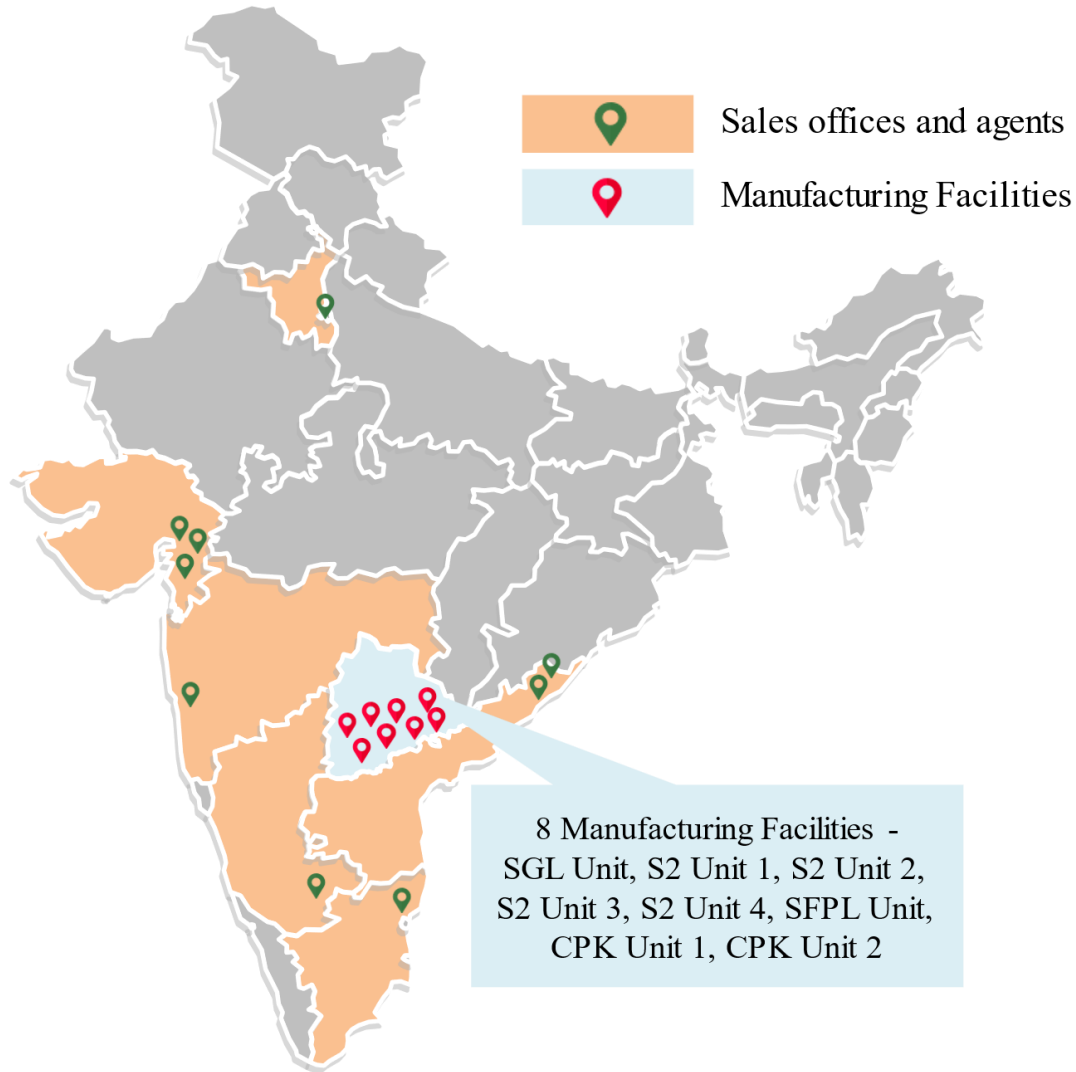 Sales offices and agents
Manufacturing Facilities
8 Manufacturing Facilities -
SGL Unit, S2 Unit 1, S2 Unit 2,
S2 Unit 3, S2 Unit 4, SFPL Unit,
CPK Unit 1, CPK Unit 2